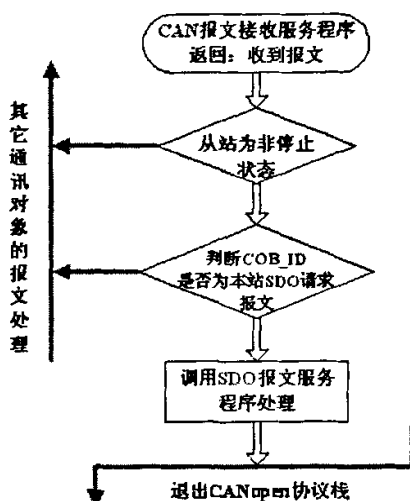 CAN报文接收服务程序
返回：收到报文
从站为非停止
状态
判断COB_ID
是否为本站SDO请求
报文
调用SDO报文服务
程序处理
退出CANopen协议栈
其它通讯对象的报文处理